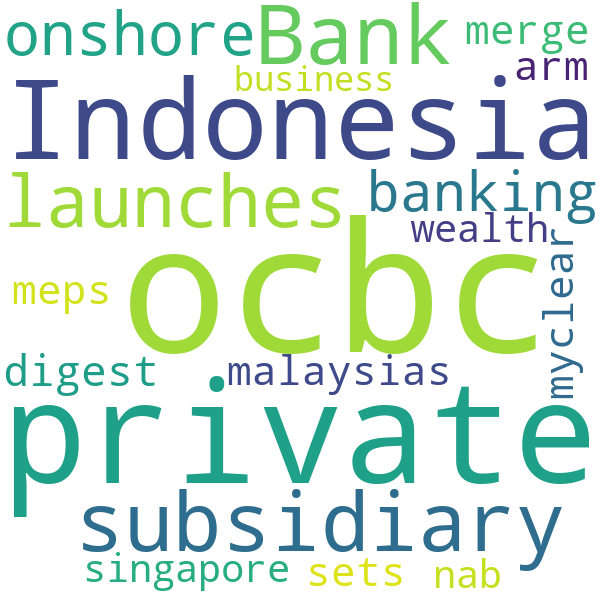 onshore Bank merge
arm
business
Indonesia
launches banking
wealth
ocbc
myclear
meps
digest malaysias
private
subsidiary
singapore sets nab